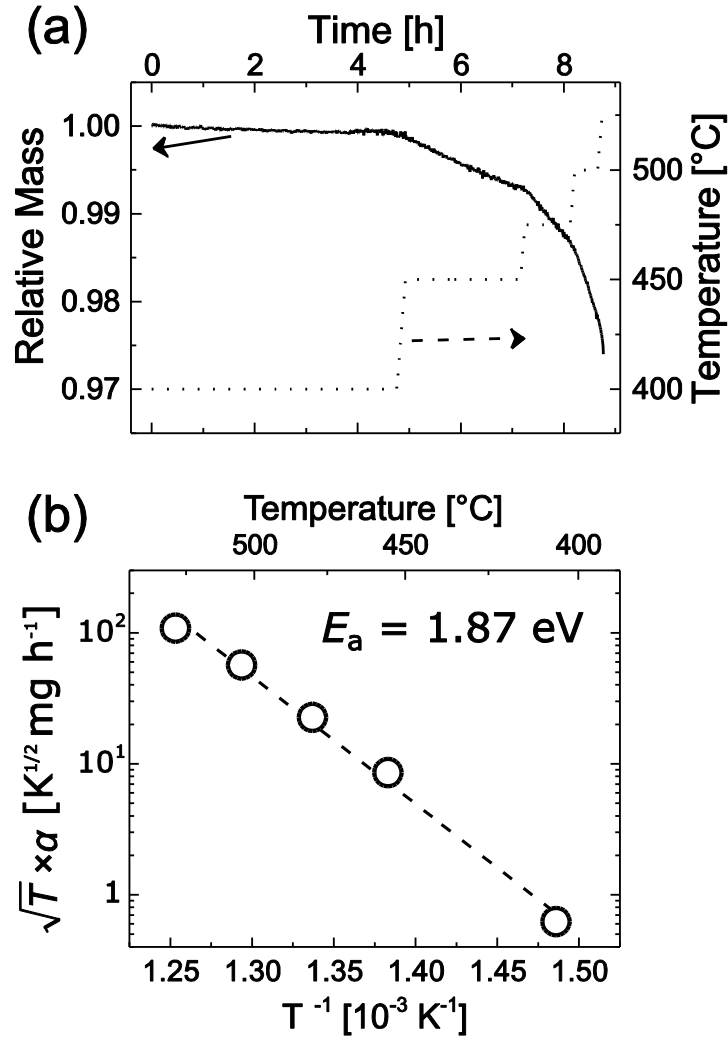 (a)
Time [h]
0 2 4 6 8
Relative Mass
1.00
0.99
0.98
0.97
Temperature [°C]
500
450
400
(b)
Temperature [°C]
500 450 400
Eₐ = 1.87 eV
√T ×α [K¹ᐟ² mg h⁻¹]
10²
10¹
1
1.25 1.30 1.35 1.40 1.45 1.50
T ⁻¹ [10⁻³ K⁻¹]